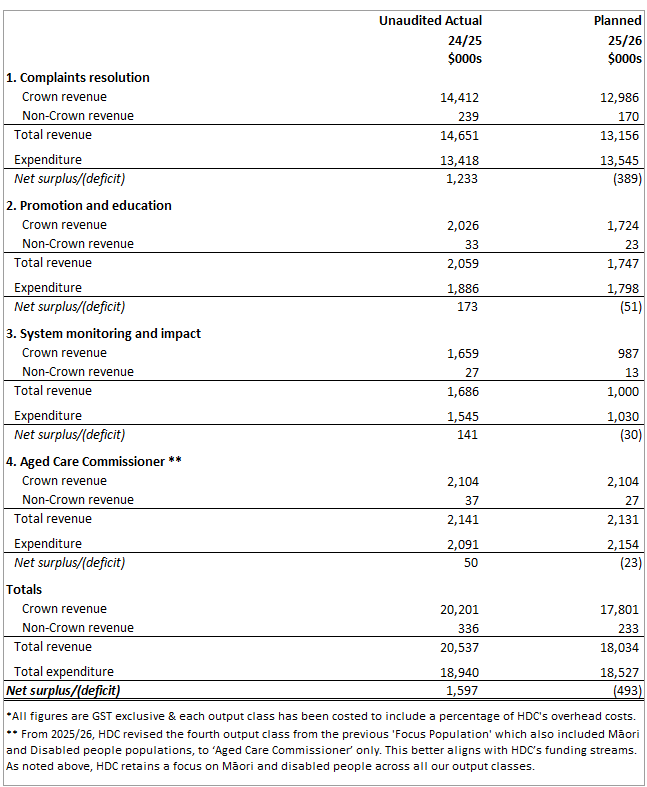 Unaudited Actual Planned
24/25 25/26
$000s $000s
1. Complaints resolution
Crown revenue 14,412 12,986
Non-Crown revenue 239 170
Total revenue 14,651 13,156
Expenditure 13,418 13,545
Net surplus/(deficit) 1,233 (389)
2. Promotion and education
Crown revenue 2,026 1,724
Non-Crown revenue 33 23
Total revenue 2,059 1,747
Expenditure 1,886 1,798
Net surplus/(deficit) 173 (51)
3. System monitoring and impact
Crown revenue 1,659 987
Non-Crown revenue 27 13
Total revenue 1,686 1,000
Expenditure 1,545 1,030
Net surplus/(deficit) 141 (30)
4. Aged Care Commissioner **
Crown revenue 2,104 2,104
Non-Crown revenue 37 27
Total revenue 2,141 2,131
Expenditure 2,091 2,154
Net surplus/(deficit) 50 (23)
Totals
Crown revenue 20,201 17,801
Non-Crown revenue 336 233
Total revenue 20,537 18,034
Total expenditure 18,940 18,527
Net surplus/(deficit) 1,597 (493)
*All figures are GST exclusive & each output class has been costed to include a percentage of HDC's overhead costs.
** From 2025/26, HDC revised the fourth output class from the previous 'Focus Population' which also included Māori
and Disabled people populations, to ‘Aged Care Commissioner’ only. This better aligns with HDC’s funding streams.
As noted above, HDC retains a focus on Māori and disabled people across all our output classes.